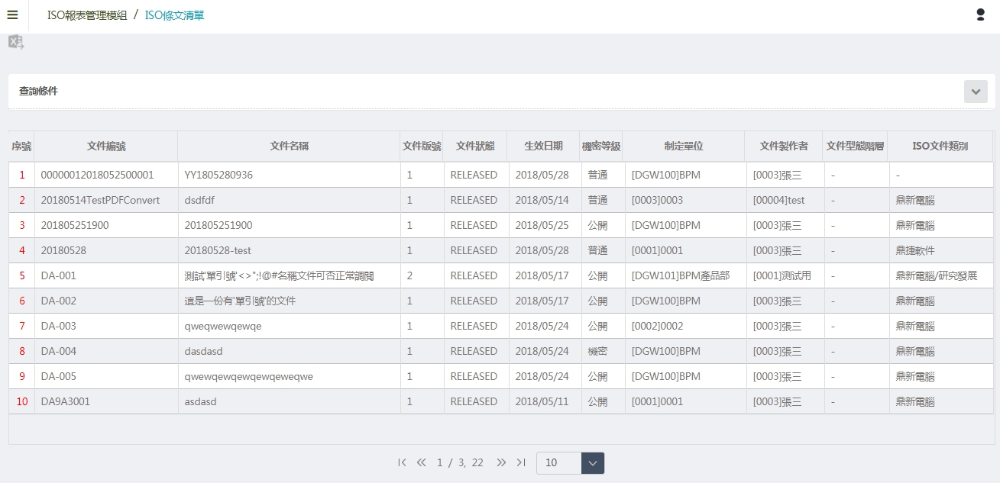 ISO報表管理模組 / ISO條文清單
查詢條件
序號 文件編號 文件名稱 文件版號 文件狀態 生效日期 機密等級 制定單位 文件製作者 文件型態階層 ISO文件類別
1 00000012018052500001 YY1805280936 1 RELEASED 2018/05/28 普通 [DGW100]BPM [0003]張三 - -
2 20180514TestPDFConvert dsdfdf 1 RELEASED 2018/05/14 普通 [0003]0003 [00004]test - 鼎新電腦
3 201805251900 201805251900 1 RELEASED 2018/05/25 公開 [DGW100]BPM [0003]張三 - 鼎新電腦
4 20180528 20180528-test 1 RELEASED 2018/05/28 普通 [0001]0001 [0003]張三 - 鼎捷軟件
5 DA-001 測試'單引號'<>";!@#名稱文件可否正常調閱 2 RELEASED 2018/05/17 公開 [DGW101]BPM產品部 [0001]测试用 - 鼎新電腦/研究發展
6 DA-002 這是一份有'單引號'的文件 1 RELEASED 2018/05/17 公開 [DGW100]BPM [0003]張三 - 鼎新電腦
7 DA-003 qweqwewqewqe 1 RELEASED 2018/05/24 公開 [0002]0002 [0003]張三 - 鼎新電腦
8 DA-004 dasdasd 1 RELEASED 2018/05/24 機密 [DGW100]BPM [0003]張三 - 鼎新電腦
9 DA-005 qwewqewqewqewqeweqwe 1 RELEASED 2018/05/24 公開 [DGW100]BPM [0003]張三 - 鼎新電腦
10 DA9A3001 asdasd 1 RELEASED 2018/05/11 公開 [0001]0001 [0003]張三 - 鼎新電腦
1 / 3, 22 10